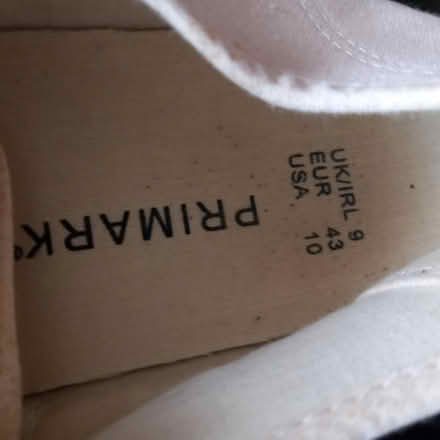 PRIMARK®
UK/IRL 9
EUR 43
USA 10